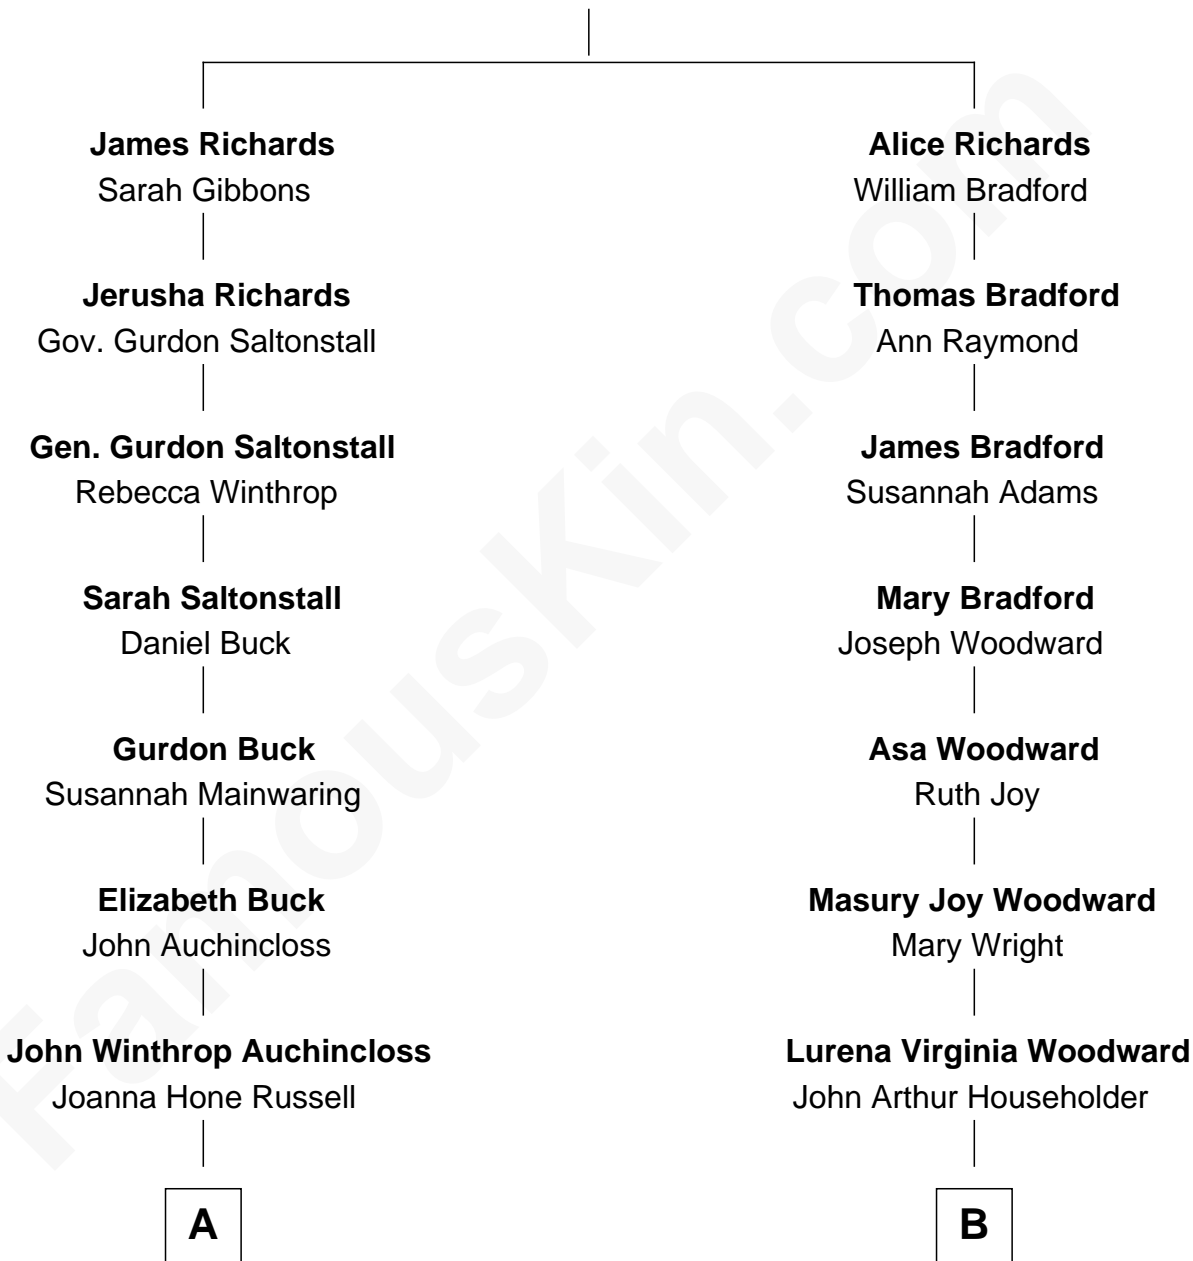 James Richards
Sarah Gibbons
Jerusha Richards
Gov. Gurdon Saltonstall
Gen. Gurdon Saltonstall
Rebecca Winthrop
Sarah Saltonstall
Daniel Buck
Gurdon Buck
Susannah Mainwaring
Elizabeth Buck
John Auchincloss
John Winthrop Auchincloss
Joanna Hone Russell
A
Alice Richards
William Bradford
Thomas Bradford
Ann Raymond
James Bradford
Susannah Adams
Mary Bradford
Joseph Woodward
Asa Woodward
Ruth Joy
Masury Joy Woodward
Mary Wright
Lurena Virginia Woodward
John Arthur Householder
B
FamousKin.com